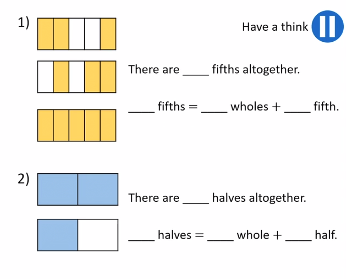 1)
Have a think
There are ____ fifths altogether.
____ fifths = ____ wholes + ____ fifth.
2)
There are ____ halves altogether.
____ halves = ____ whole + ____ half.